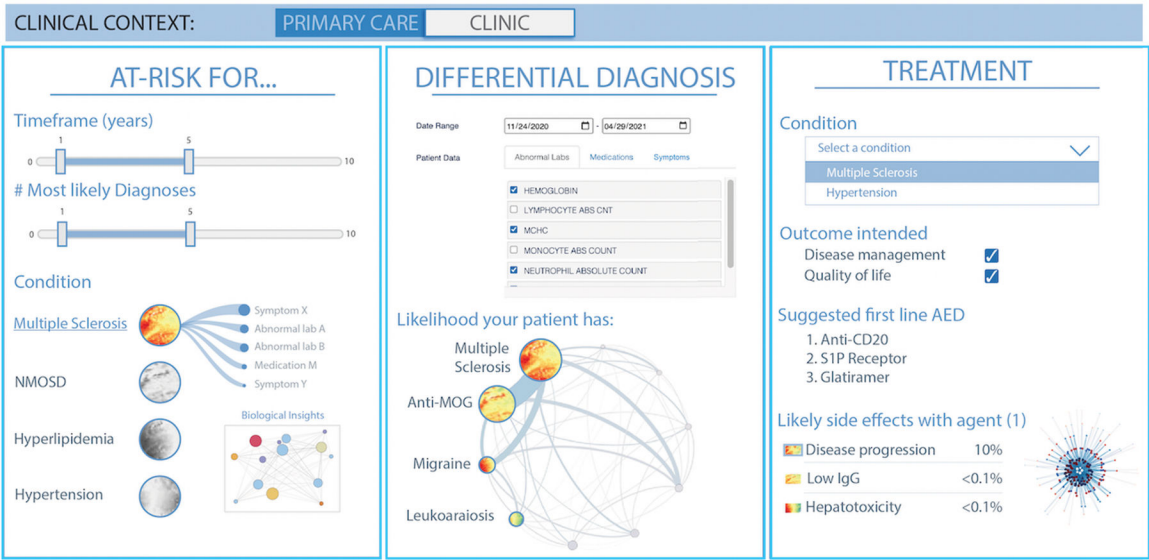 CLINICAL CONTEXT:
PRIMARY CARE
CLINIC
AT-RISK FOR...
Timeframe (years)
1
5
0
10
# Most likely Diagnoses
1
5
0
10
Condition
Multiple Sclerosis
Symptom X
Abnormal lab A
Abnormal lab B
Medication M
Symptom Y
NMOSD
Hyperlipidemia
Hypertension
Biological Insights
DIFFERENTIAL DIAGNOSIS
Date Range
11/24/2020 - 04/29/2021
Patient Data
Abnormal Labs
Medications
Symptoms
HEMOGLOBIN
LYMPHOCYTE ABS CNT
MCHC
MONOCYTE ABS COUNT
NEUTROPHIL ABSOLUTE COUNT
Likelihood your patient has:
Multiple
Sclerosis
Anti-MOG
Migraine
Leukoaraiosis
TREATMENT
Condition
Select a condition
Multiple Sclerosis
Hypertension
Outcome intended
Disease management
Quality of life
Suggested first line AED
1. Anti-CD20
2. S1P Receptor
3. Glatiramer
Likely side effects with agent (1)
Disease progression 10%
Low IgG <0.1%
Hepatotoxicity <0.1%